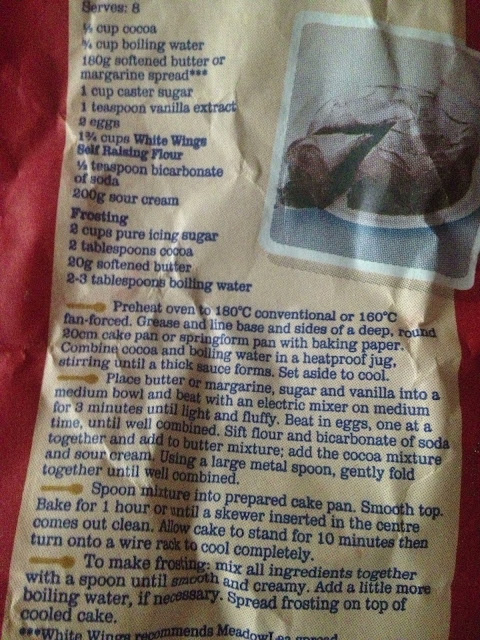 Serves: 8
½ cup cocoa
¾ cup boiling water
180g softened butter or
margarine spread***
1 cup caster sugar
1 teaspoon vanilla extract
2 eggs
1¾ cups White Wings
Self Raising Flour
½ teaspoon bicarbonate
of soda
200g sour cream
Frosting
2 cups pure icing sugar
2 tablespoons cocoa
20g softened butter
2-3 tablespoons boiling water
Preheat oven to 180°C conventional or 160°C
fan-forced. Grease and line base and sides of a deep, round
20cm cake pan or springform pan with baking paper.
Combine cocoa and boiling water in a heatproof jug,
stirring until a thick sauce forms. Set aside to cool.
Place butter or margarine, sugar and vanilla into a
medium bowl and beat with an electric mixer on medium
for 3 minutes until light and fluffy. Beat in eggs, one at a
time, until well combined. Sift flour and bicarbonate of soda
together and add to butter mixture; add the cocoa mixture
and sour cream. Using a large metal spoon, gently fold
together until well combined.
Spoon mixture into prepared cake pan. Smooth top.
Bake for 1 hour or until a skewer inserted in the centre
comes out clean. Allow cake to stand for 10 minutes then
turn onto a wire rack to cool completely.
To make frosting: mix all ingredients together
with a spoon until smooth and creamy. Add a little more
boiling water, if necessary. Spread frosting on top of
cooled cake.
***White Wings recommends MeadowLea spread